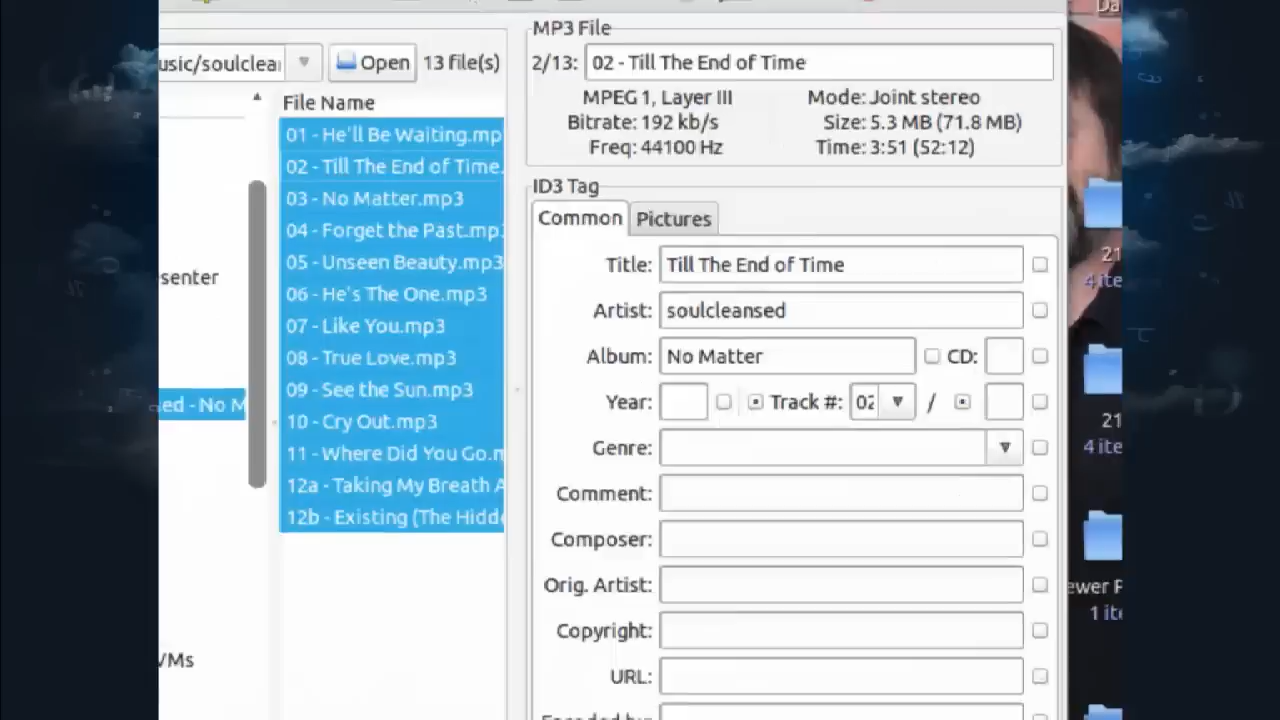 MP3 File
usic/soulclea
Open
13 file(s)
2/13:
02 - Till The End of Time
File Name
MPEG 1, Layer III
Mode: Joint stereo
Bitrate: 192 kb/s
Size: 5.3 MB (71.8 MB)
Freq: 44100 Hz
Time: 3:51 (52:12)
01 - He'll Be Waiting.mp
02 - Till The End of Time.
03 - No Matter.mp3
04 - Forget the Past.mp
05 - Unseen Beauty.mp3
06 - He's The One.mp3
07 - Like You.mp3
08 - True Love.mp3
09 - See the Sun.mp3
10 - Cry Out.mp3
11 - Where Did You Go.m
12a - Taking My Breath A
12b - Existing (The Hidde
senter
ed - No M
VMs
ID3 Tag
Common
Pictures
Title: Till The End of Time
Artist: soulcleansed
Album: No Matter
CD:
Year:
Track #: 02 /
Genre:
Comment:
Composer:
Orig. Artist:
Copyright:
URL:
Encoded by:
Da
21
4 ite
21
4 ite
ewer P
1 ite